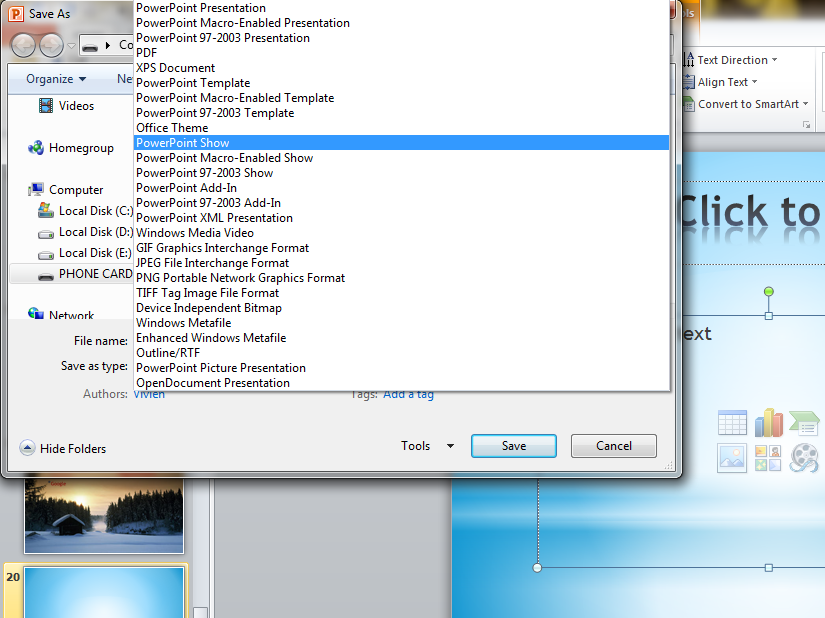 Save As
PowerPoint Presentation
PowerPoint Macro-Enabled Presentation
PowerPoint 97-2003 Presentation
PDF
XPS Document
PowerPoint Template
PowerPoint Macro-Enabled Template
PowerPoint 97-2003 Template
Office Theme
PowerPoint Show
PowerPoint Macro-Enabled Show
PowerPoint 97-2003 Show
PowerPoint Add-In
PowerPoint 97-2003 Add-In
PowerPoint XML Presentation
Windows Media Video
GIF Graphics Interchange Format
JPEG File Interchange Format
PNG Portable Network Graphics Format
TIFF Tag Image File Format
Device Independent Bitmap
Windows Metafile
Enhanced Windows Metafile
Outline/RTF
PowerPoint Picture Presentation
OpenDocument Presentation
Co
Organize
Ne
Videos
Homegroup
Computer
Local Disk (C:)
Local Disk (D:)
Local Disk (E:)
PHONE CARD
Network
File name:
Save as type:
Authors: Vivien
Tags: Add a tag
Hide Folders
Tools
Save
Cancel
ols
Text Direction
Align Text
Convert to SmartArt
Click to
ext
20